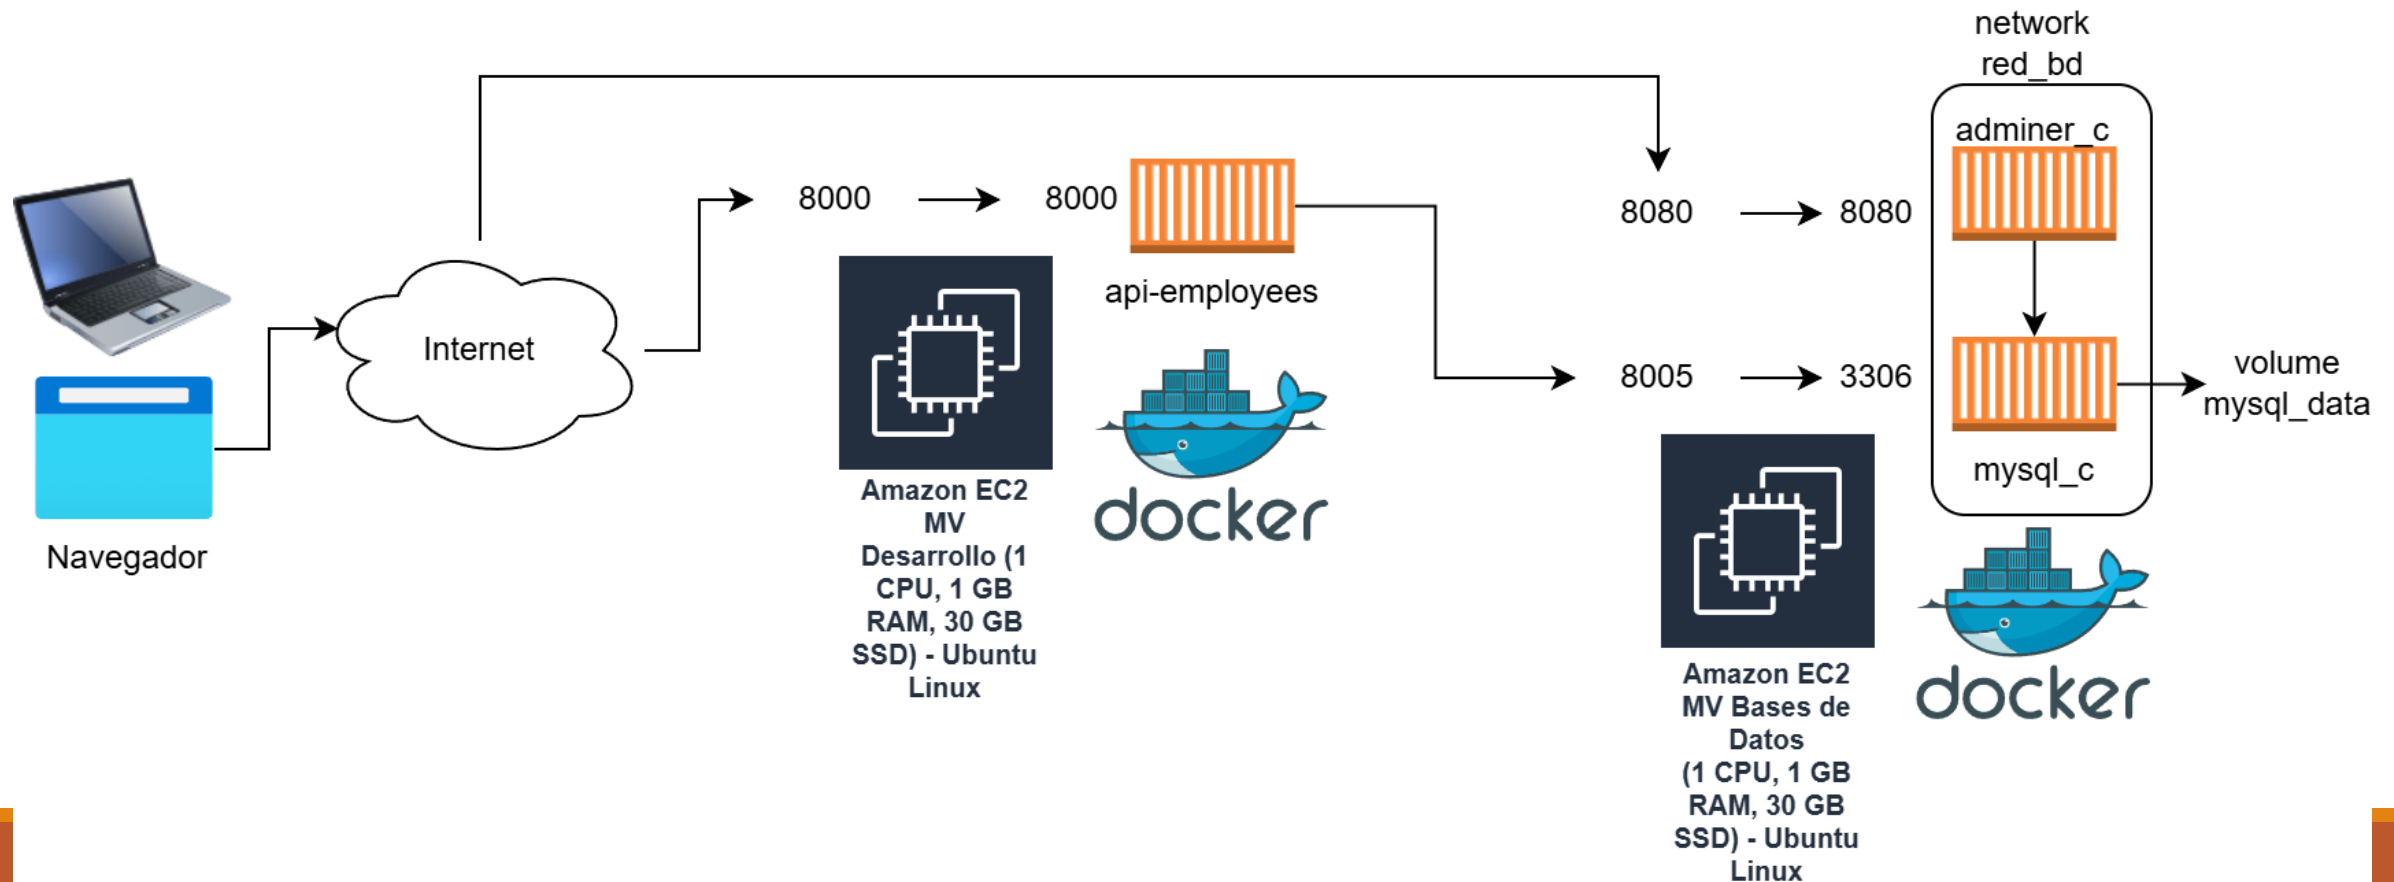 network
red_bd
adminer_c
8000
8000
8080
8080
api-employees
Internet
8005
3306
volume
mysql_data
mysql_c
Navegador
docker
Amazon EC2
MV
Desarrollo (1
CPU, 1 GB
RAM, 30 GB
SSD) - Ubuntu
Linux
docker
Amazon EC2
MV Bases de
Datos
(1 CPU, 1 GB
RAM, 30 GB
SSD) - Ubuntu
Linux